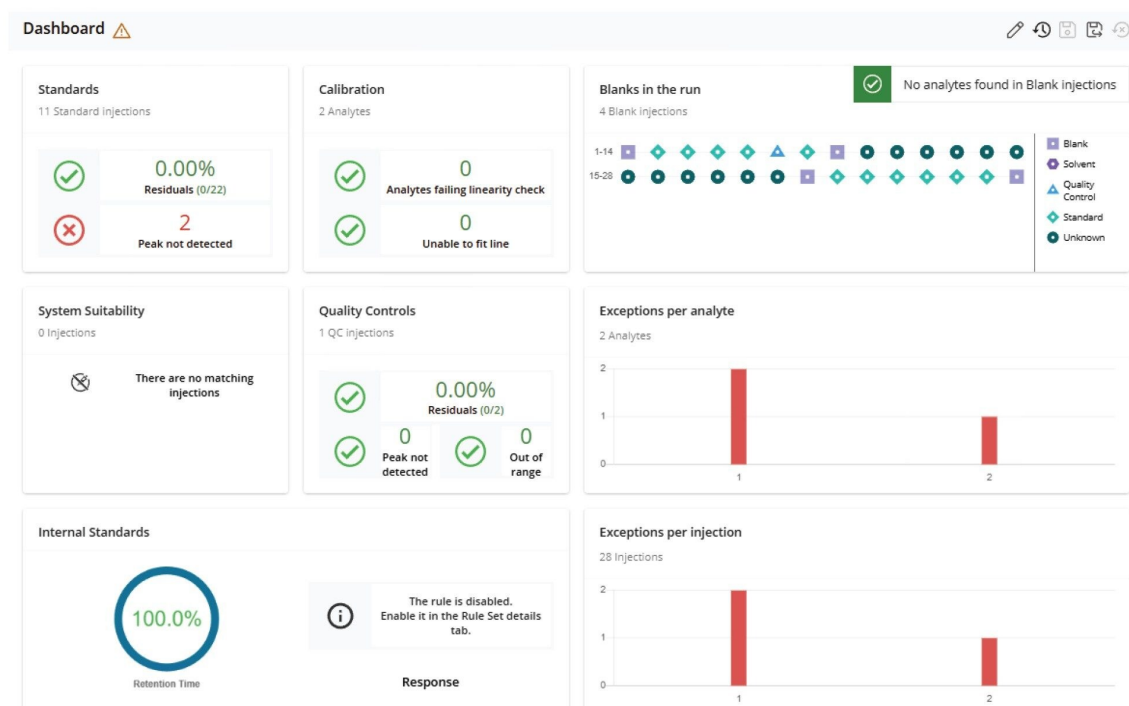 Dashboard
Standards
11 Standard injections
0.00%
Residuals (0/22)
2
Peak not detected
Calibration
2 Analytes
0
Analytes failing linearity check
0
Unable to fit line
Blanks in the run
4 Blank injections
No analytes found in Blank injections
1-14
15-28
Blank
Solvent
Quality
Control
Standard
Unknown
System Suitability
0 Injections
There are no matching
injections
Quality Controls
1 QC injections
0.00%
Residuals (0/2)
0
Peak not
detected
0
Out of
range
Exceptions per analyte
2 Analytes
2
1
0
1
2
Internal Standards
100.0%
Retention Time
The rule is disabled.
Enable it in the Rule Set details
tab.
Response
Exceptions per injection
28 Injections
2
1
0
1
2